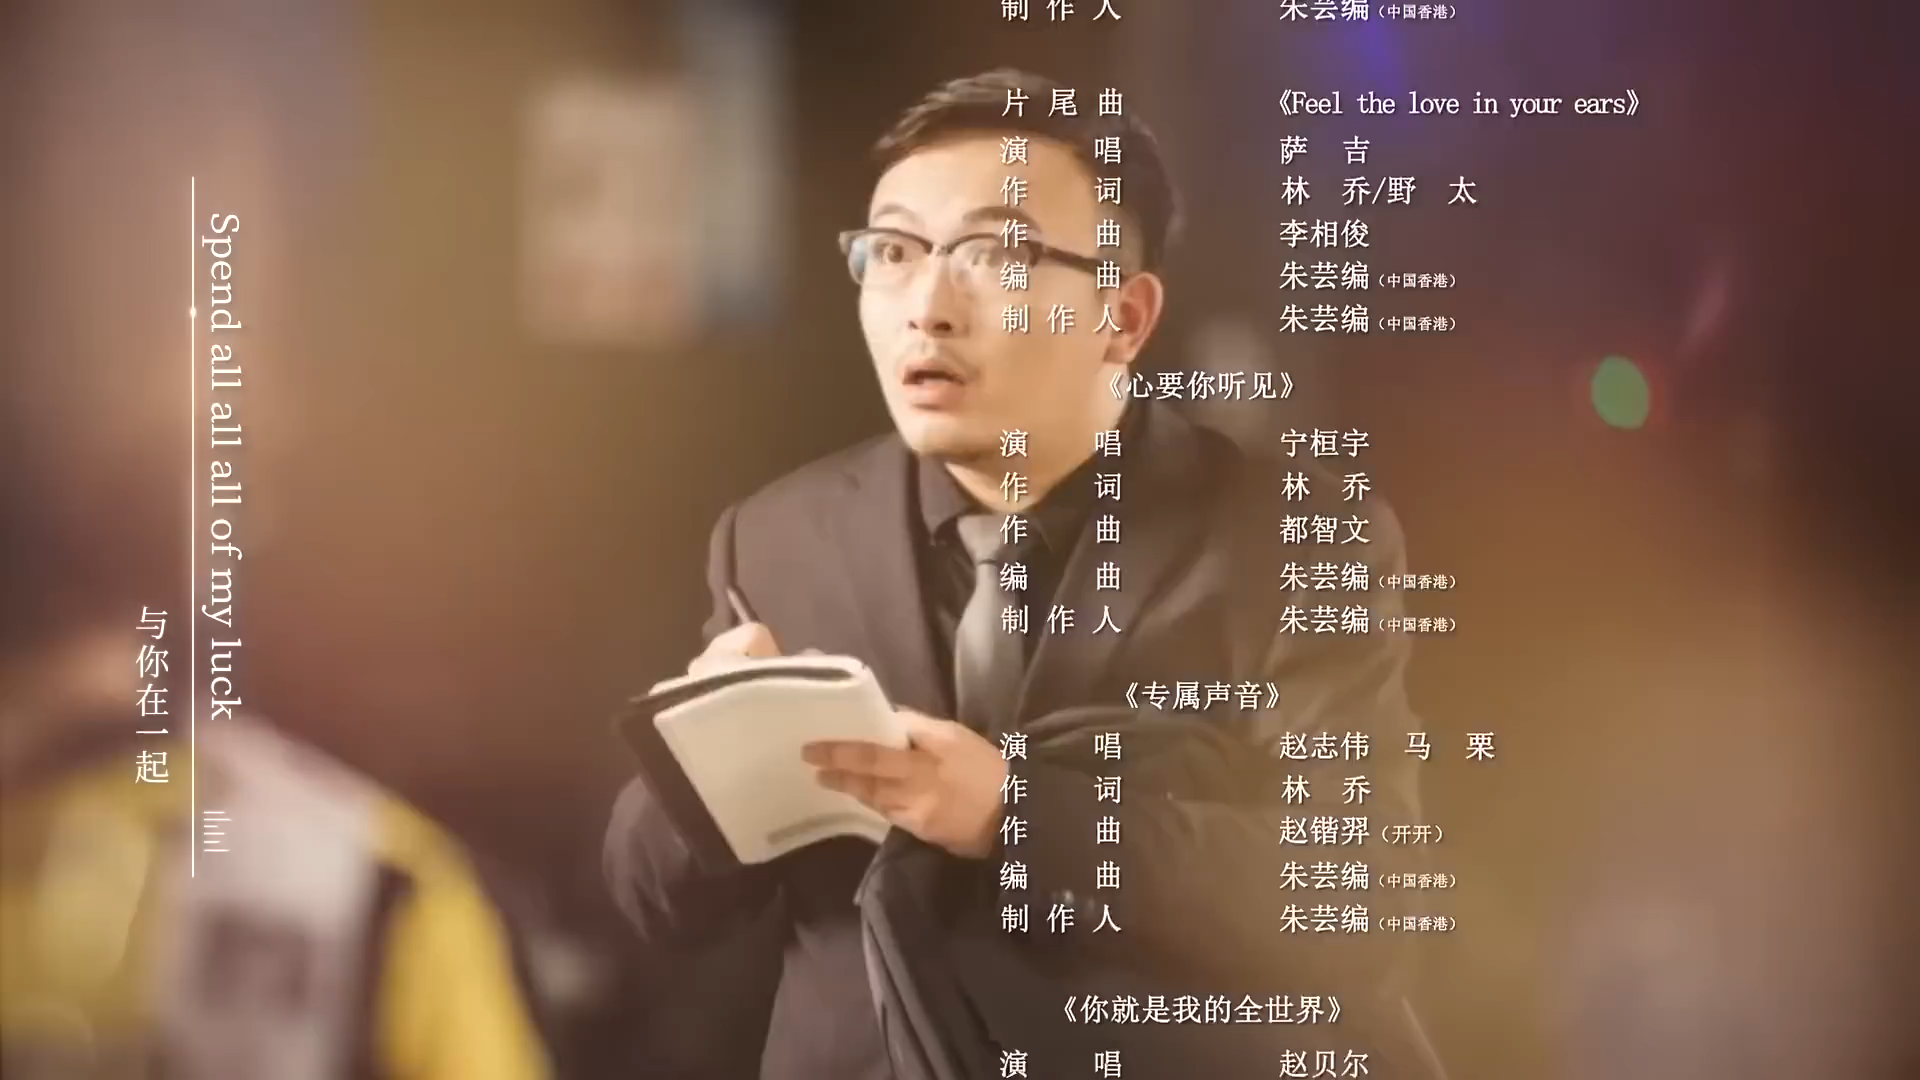 制作人 朱芸编（中国香港）
片尾曲 《Feel the love in your ears》
演唱 萨吉
作词 林乔/野太
作曲 李相俊
编曲 朱芸编（中国香港）
制作人 朱芸编（中国香港）
《心要你听见》
演唱 宁桓宇
作词 林乔
作曲 都智文
编曲 朱芸编（中国香港）
制作人 朱芸编（中国香港）
《专属声音》
演唱 赵志伟 马栗
作词 林乔
作曲 赵锴羿（开开）
编曲 朱芸编（中国香港）
制作人 朱芸编（中国香港）
《你就是我的全世界》
演唱 赵贝尔
Spend all all all of my luck
与你在一起